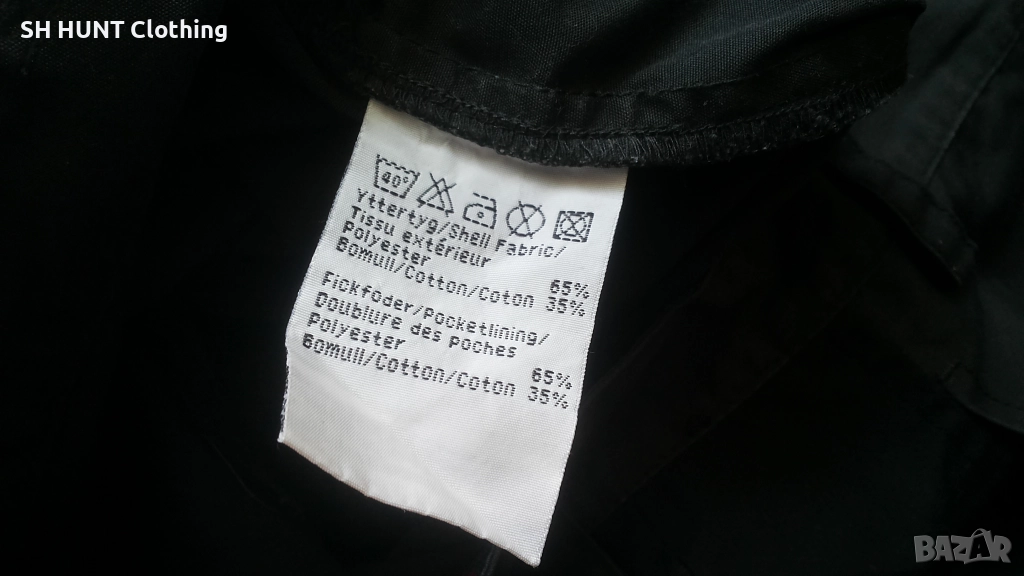 SH HUNT Clothing
40°
Yttertyg/Shell Fabric/
Tissu extérieur
Polyester 65%
Bomull/Cotton/Coton 35%
Fickfoder/Pocketlining/
Doublure des poches
Polyester 65%
Bomull/Cotton/Coton 35%
BAZAR